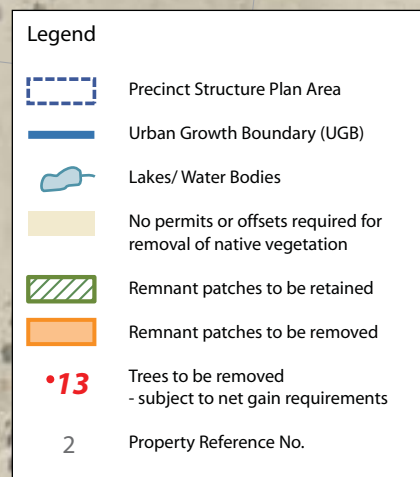 Legend
Precinct Structure Plan Area
Urban Growth Boundary (UGB)
Lakes/ Water Bodies
No permits or offsets required for
removal of native vegetation
Remnant patches to be retained
Remnant patches to be removed
•13 Trees to be removed
- subject to net gain requirements
2 Property Reference No.